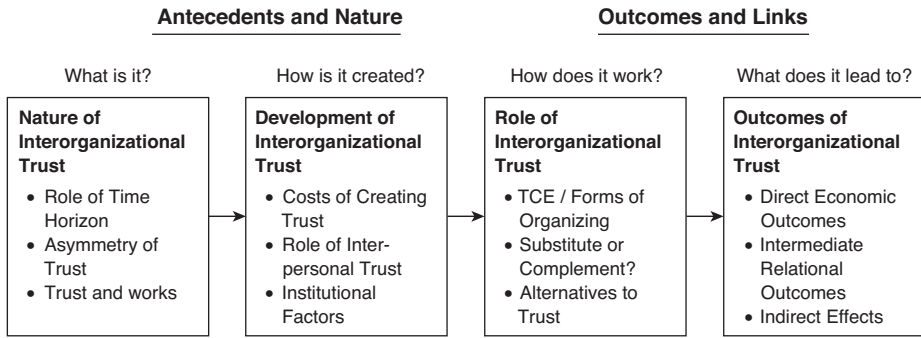 Antecedents and Nature
Outcomes and Links
What is it?
How is it created?
How does it work?
What does it lead to?
Nature of
Interorganizational
Trust
• Role of Time
Horizon
• Asymmetry of
Trust
• Trust and works
Development of
Interorganizational
Trust
• Costs of Creating
Trust
• Role of Inter-
personal Trust
• Institutional
Factors
Role of
Interorganizational
Trust
• TCE / Forms of
Organizing
• Substitute or
Complement?
• Alternatives to
Trust
Outcomes of
Interorganizational
Trust
• Direct Economic
Outcomes
• Intermediate
Relational
Outcomes
• Indirect Effects